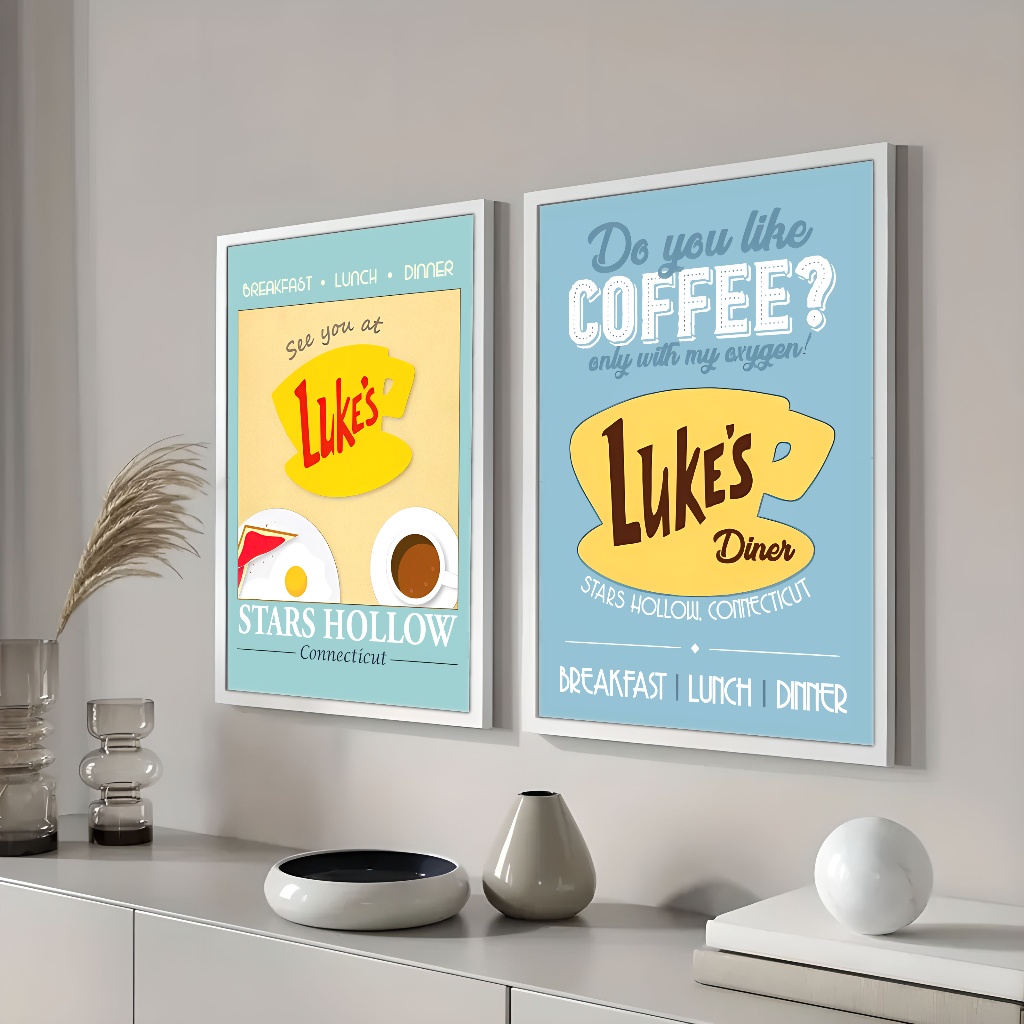 BREAKFAST • LUNCH • DINNER
See you at
LUKE'S
STARS HOLLOW
Connecticut
Do you like
COFFEE?
only with my oxygen!
LUKE'S
Diner
STARS HOLLOW, CONNECTICUT
BREAKFAST | LUNCH | DINNER